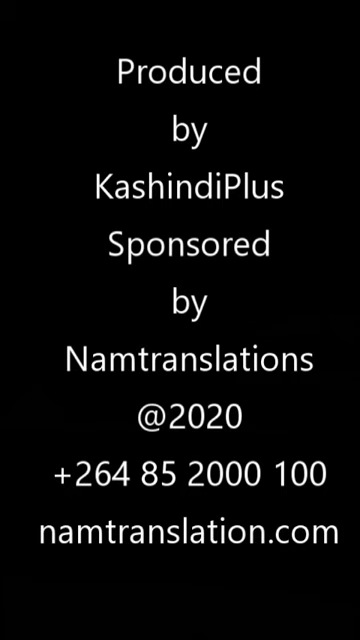 Produced
by
KashindiPlus
Sponsored
by
Namtranslations
@2020
+264 85 2000 100
namtranslation.com